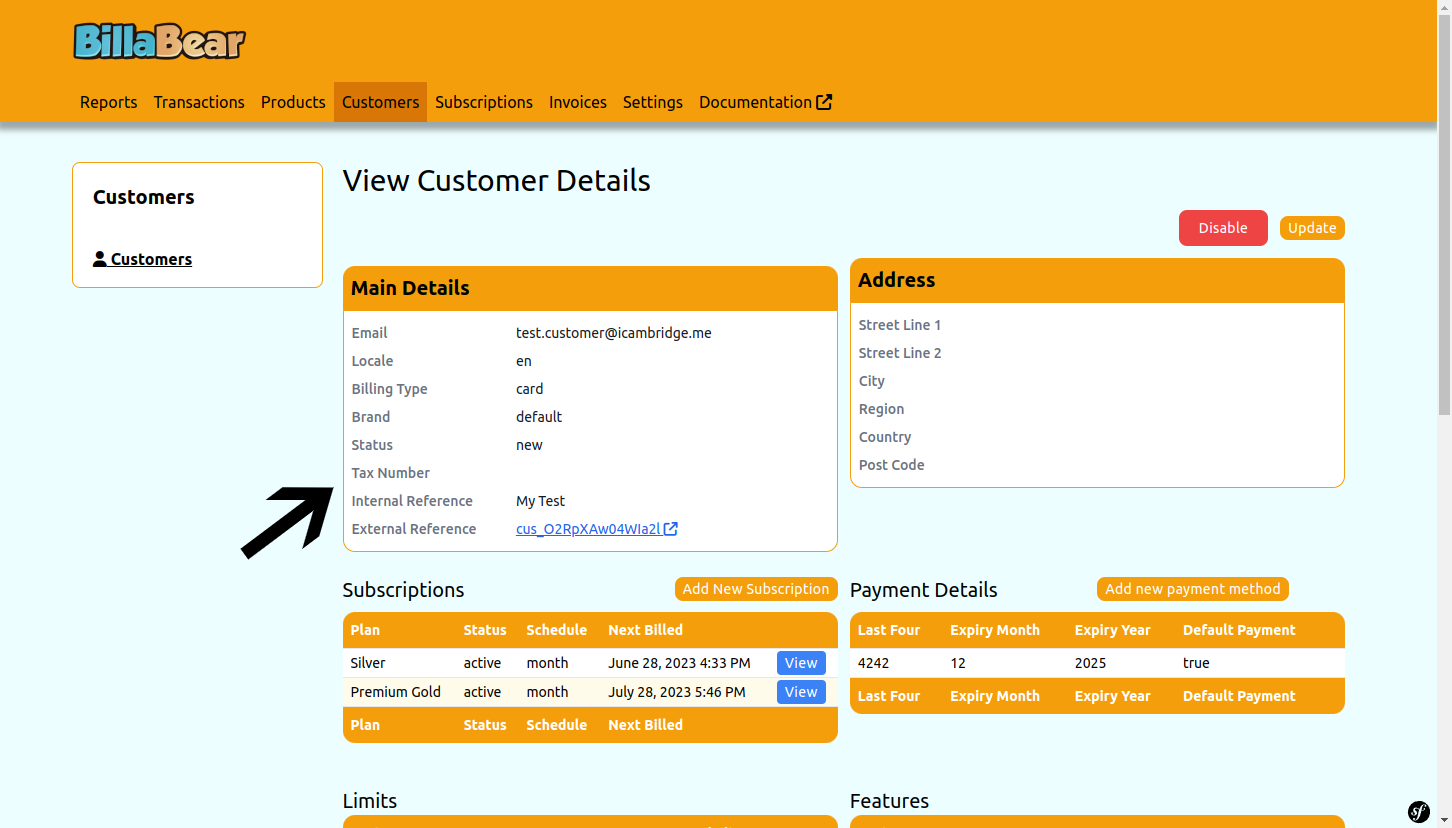 BillaBear
Reports Transactions Products Customers Subscriptions Invoices Settings Documentation
Customers
Customers
View Customer Details
Disable Update
Main Details
Email test.customer@icambridge.me
Locale en
Billing Type card
Brand default
Status new
Tax Number
Internal Reference My Test
External Reference cus_O2RpXAw04WIa2l
Address
Street Line 1
Street Line 2
City
Region
Country
Post Code
Subscriptions Add New Subscription
Plan Status Schedule Next Billed
Silver active month June 28, 2023 4:33 PM View
Premium Gold active month July 28, 2023 5:46 PM View
Plan Status Schedule Next Billed
Payment Details Add new payment method
Last Four Expiry Month Expiry Year Default Payment
4242 12 2025 true
Last Four Expiry Month Expiry Year Default Payment
Limits
Features
sf